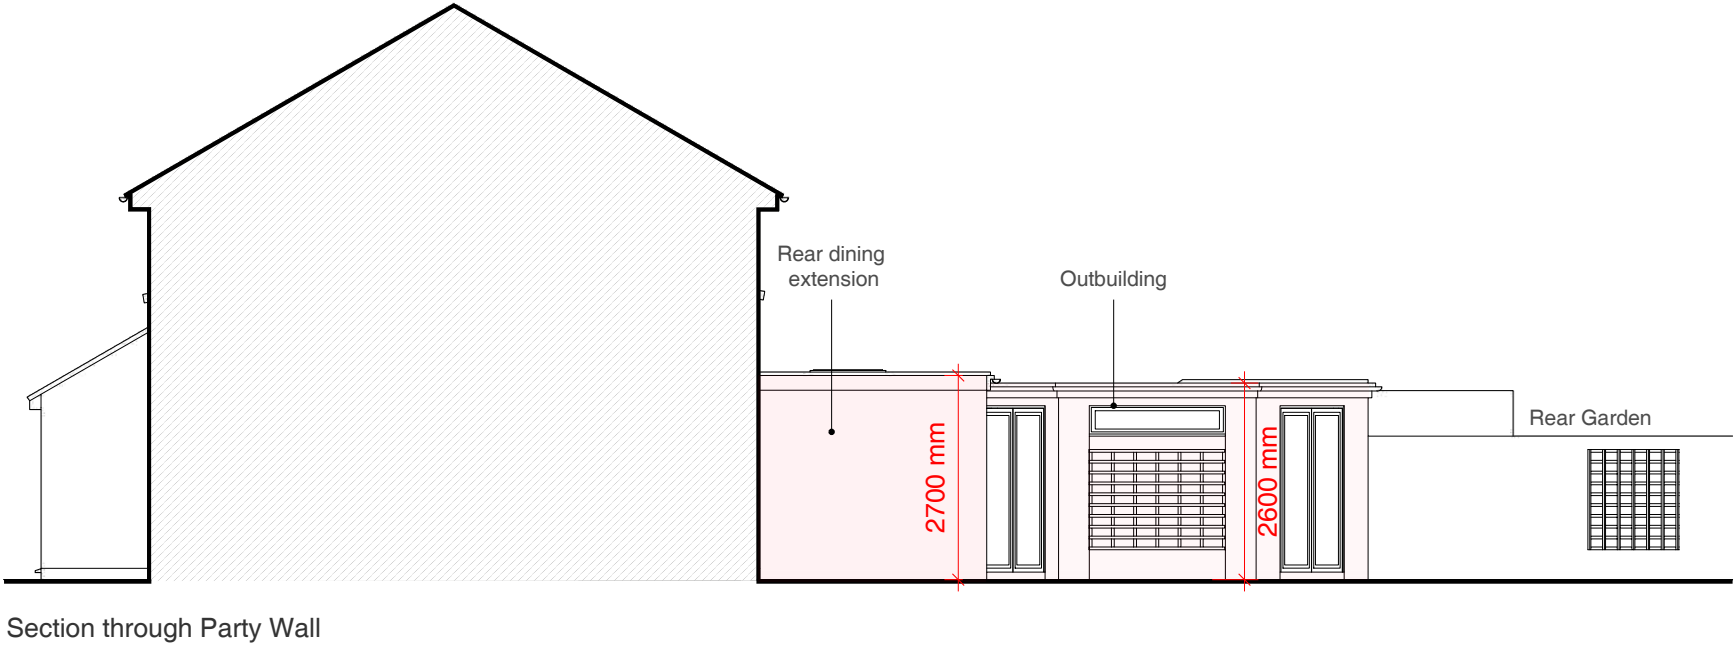 Rear dining
extension
Outbuilding
Rear Garden
2700 mm
2600 mm
Section through Party Wall